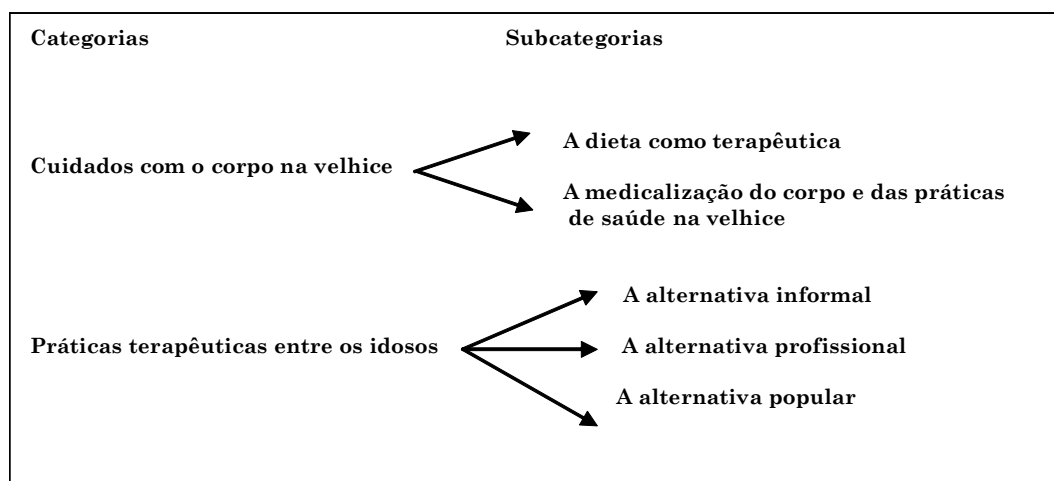 Categorias
Subcategorias
Cuidados com o corpo na velhice
A dieta como terapêutica
A medicalização do corpo e das práticas
de saúde na velhice
Práticas terapêuticas entre os idosos
A alternativa informal
A alternativa profissional
A alternativa popular